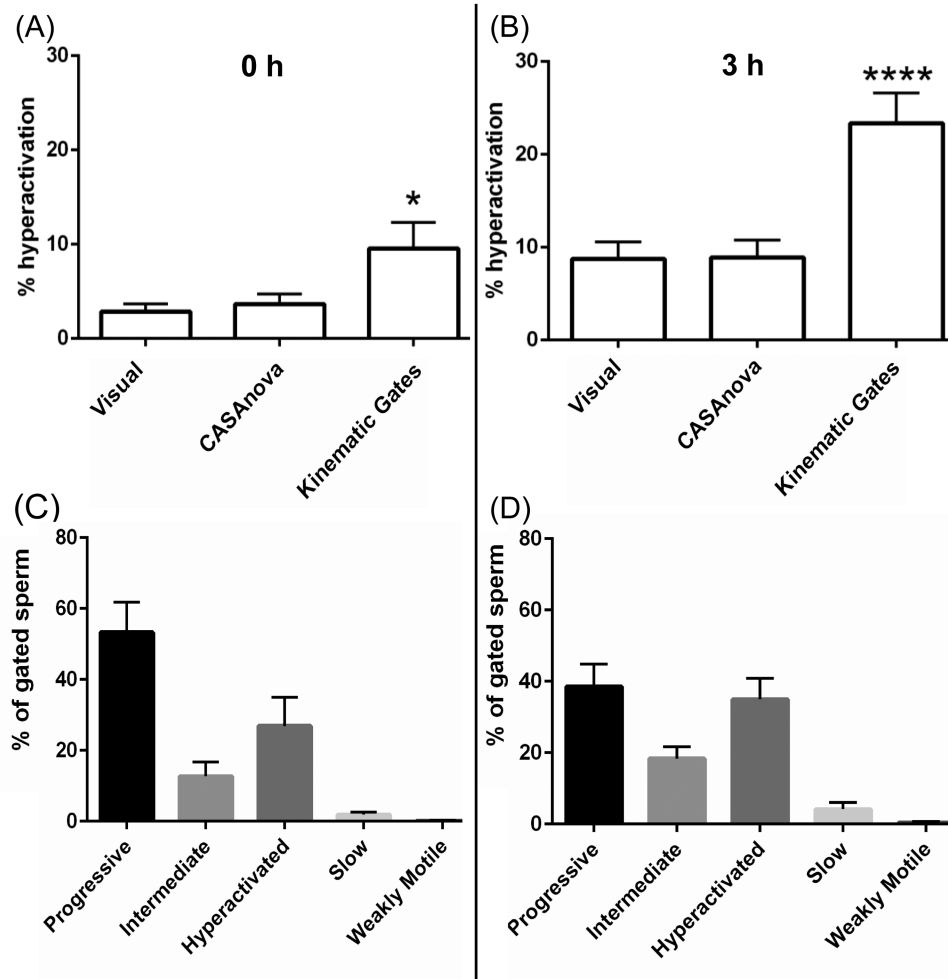 (A)
0 h
% hyperactivation
30
20
10
0
*
Visual
CASAnova
Kinematic Gates
(B)
3 h
% hyperactivation
30
20
10
0
****
Visual
CASAnova
Kinematic Gates
(C)
% of gated sperm
80
60
40
20
0
Progressive
Intermediate
Hyperactivated
Slow
Weakly Motile
(D)
% of gated sperm
80
60
40
20
0
Progressive
Intermediate
Hyperactivated
Slow
Weakly Motile